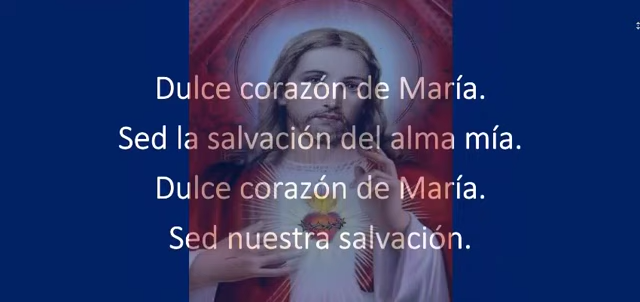 Dulce corazón de María.
Sed la salvación del alma mía.
Dulce corazón de María.
Sed nuestra salvación.